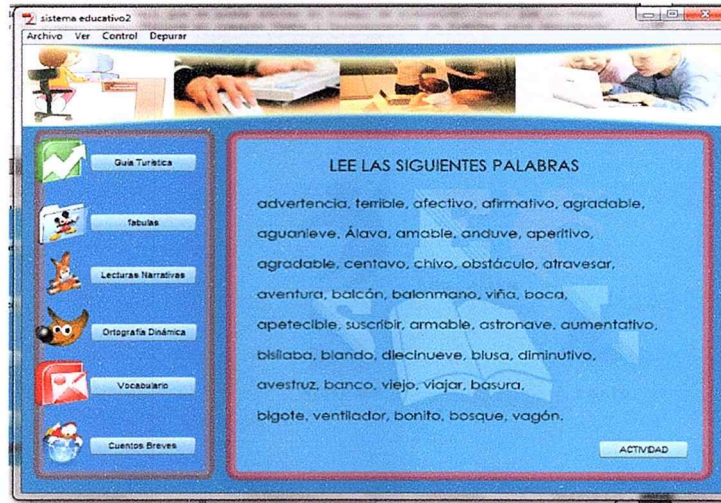 sistema educativo2
Archivo Ver Control Depurar
Guia Turística
fabulas
Lecturas Narrativas
Ortografía Dinámica
Vocabulario
Cuentos Breves
LEE LAS SIGUIENTES PALABRAS
advertencia, terrible, afectivo, afirmativo, agradable,
aguanieve, Álava, amable, anduve, aperitivo,
agradable, centavo, chivo, obstáculo, atravesar,
aventura, balcón, balonmano, viña, boca,
apetecible, suscribir, armable, astronave, aumentativo,
bisílaba, blando, diecinueve, blusa, diminutivo,
avestruz, banco, viejo, viajar, basura,
bigote, ventilador, bonito, bosque, vagón.
ACTIVIDAD